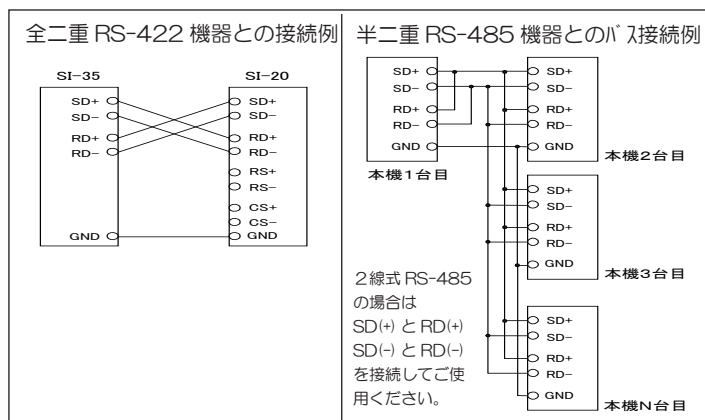 全二重 RS-422 機器との接続例
SI-35
SD+
SD-
RD+
RD-
GND
SI-20
SD+
SD-
RD+
RD-
RS+
RS-
CS+
CS-
GND
半二重 RS-485 機器とのバス接続例
SD+
SD-
RD+
RD-
GND
本機1台目
SD+
SD-
RD+
RD-
GND
本機2台目
SD+
SD-
RD+
RD-
GND
本機3台目
SD+
SD-
RD+
RD-
GND
本機N台目
2線式 RS-485
の場合は
SD(+) と RD(+)
SD(-) と RD(-)
を接続してご使
用ください。